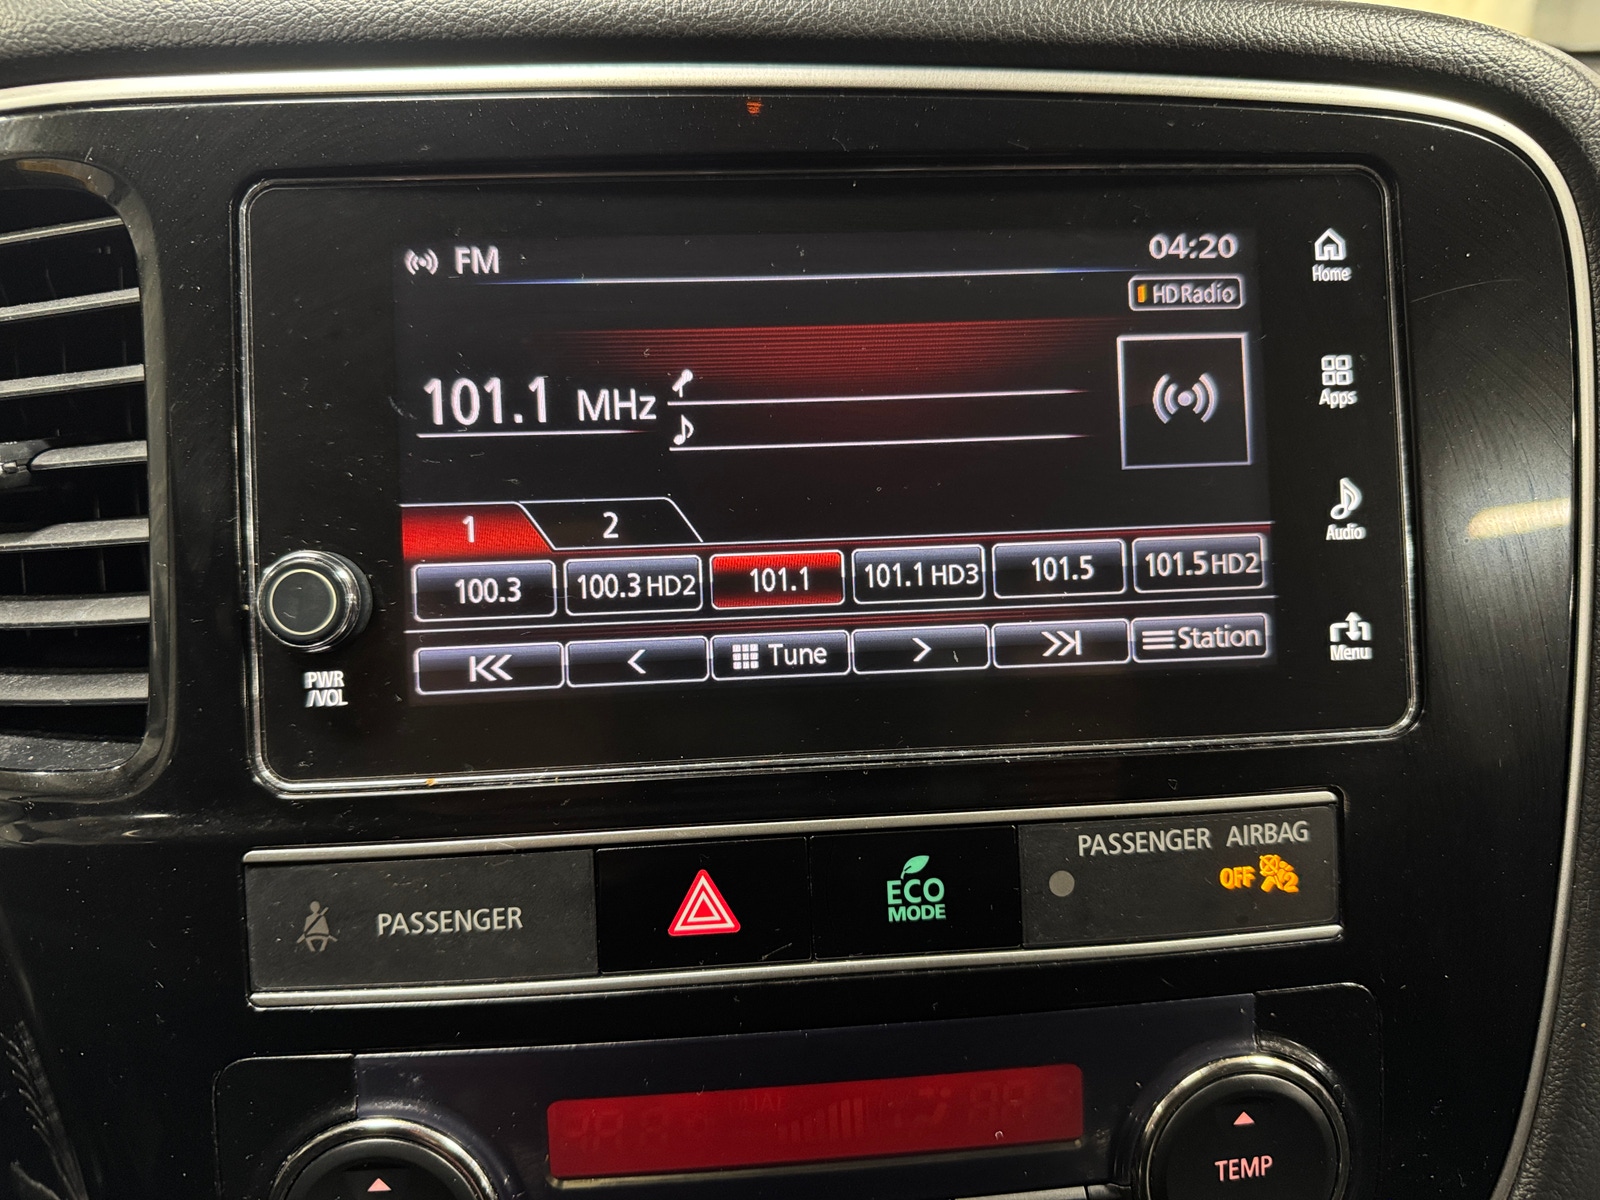 FM
04:20
HD Radio
Home
101.1 MHz
Apps
Audio
1 2
100.3 100.3 HD2 101.1 101.1 HD3 101.5 101.5 HD2
Tune Station
Menu
PWR
/VOL
PASSENGER AIRBAG
OFF 2
PASSENGER
ECO
MODE
TEMP